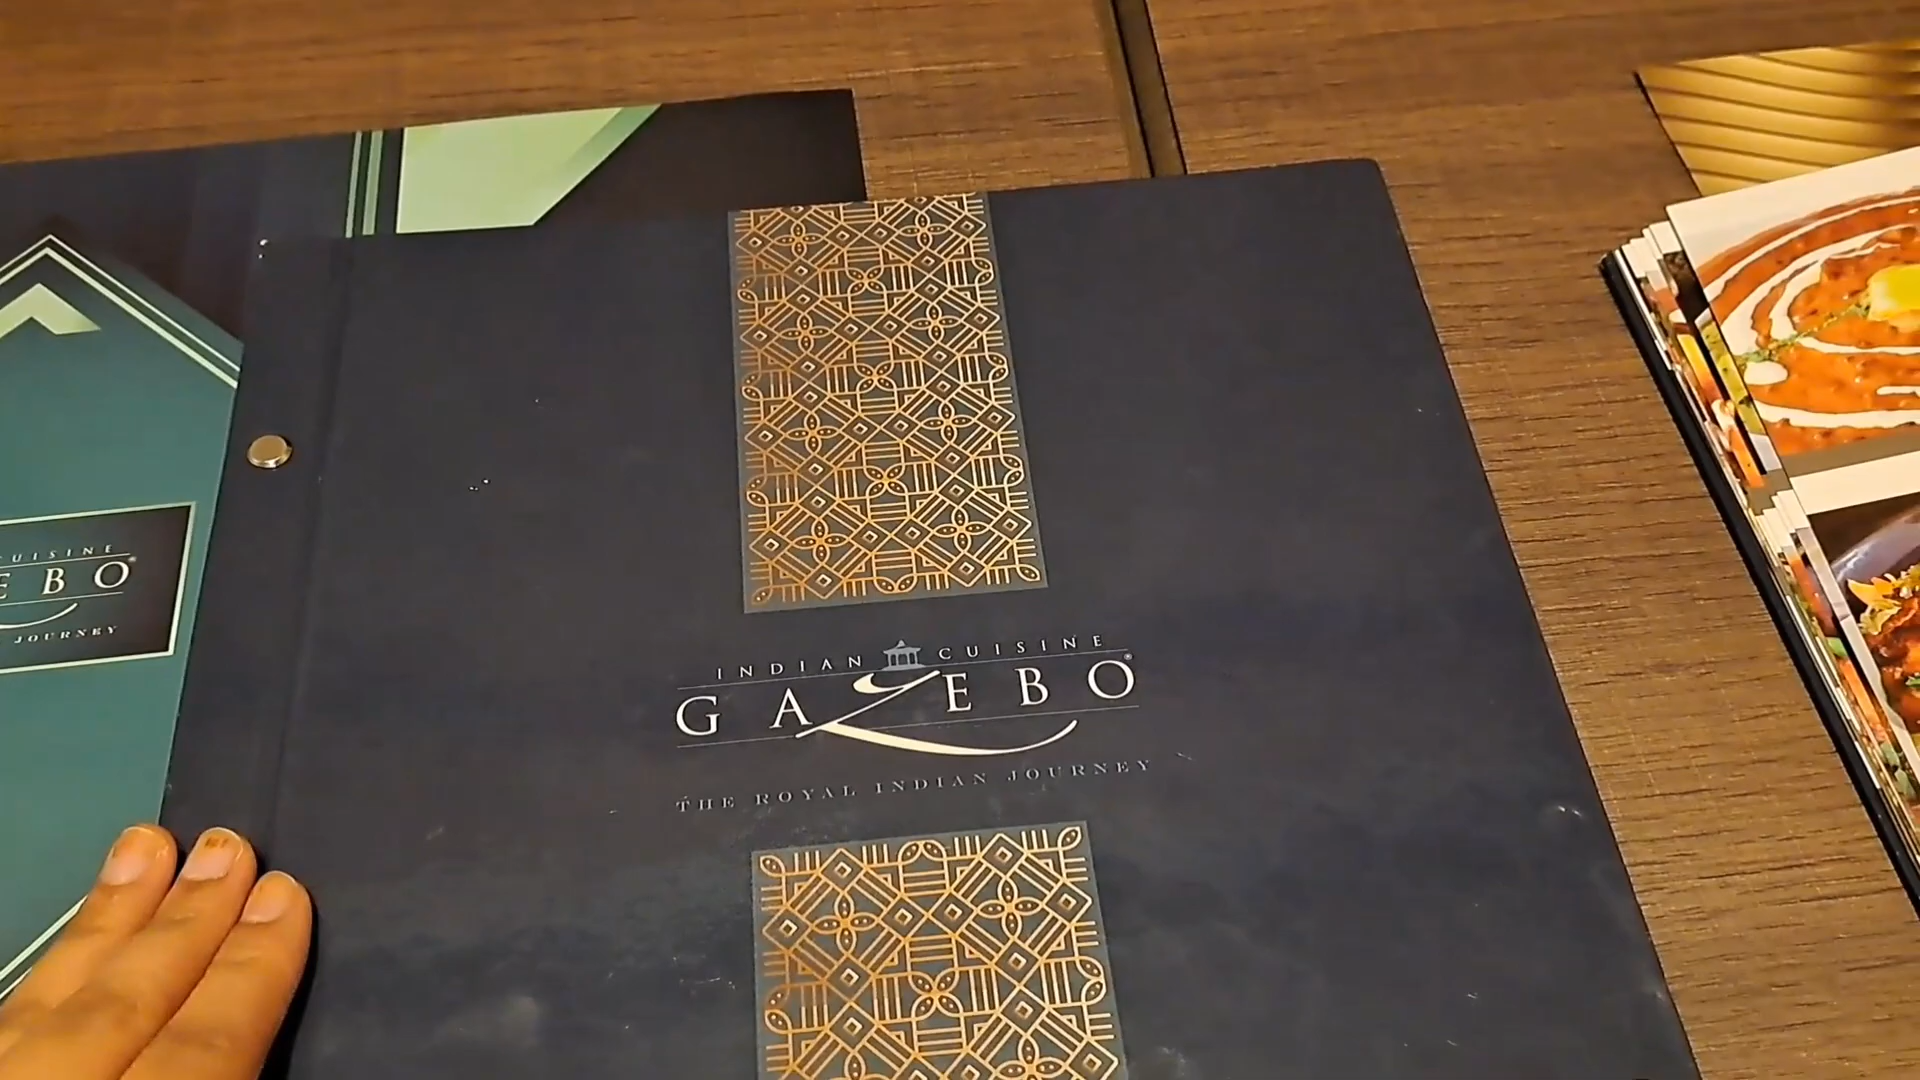 INDIAN CUISINE
GAZEBO®
THE ROYAL INDIAN JOURNEY
CUISINE
EBO®
JOURNEY